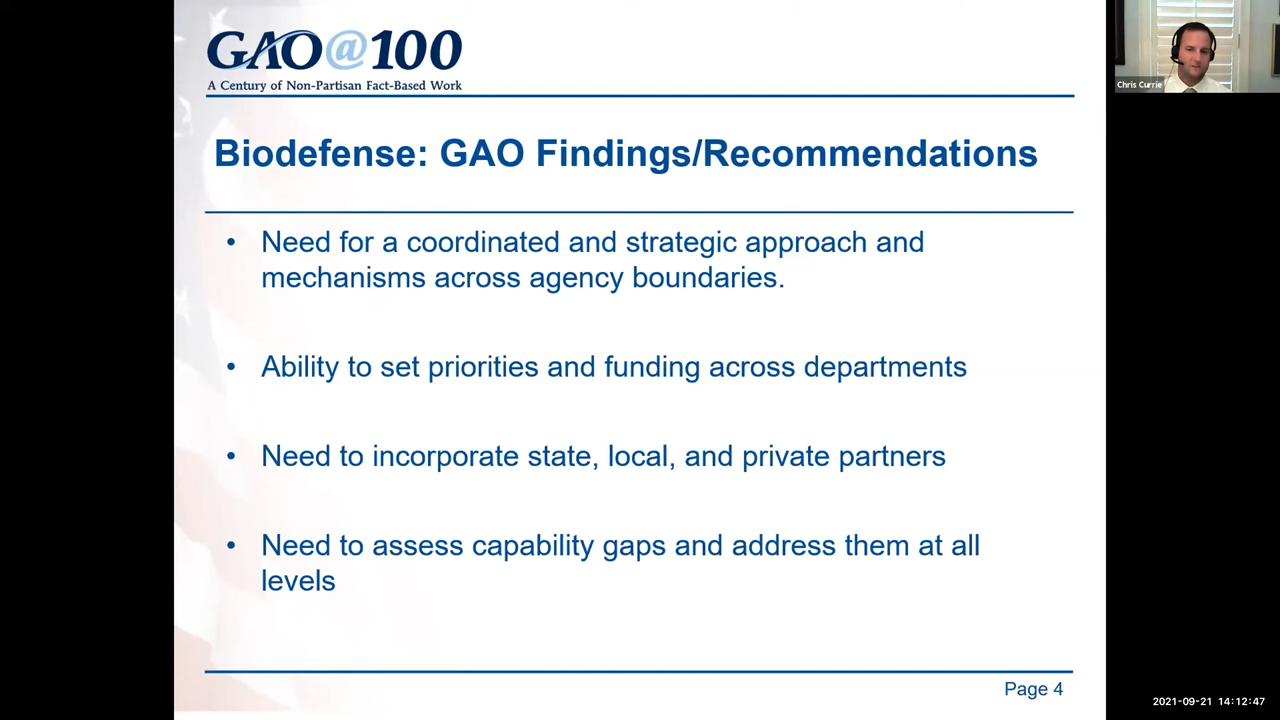 GAO@100
A Century of Non-Partisan Fact-Based Work
Chris Currie
Biodefense: GAO Findings/Recommendations
• Need for a coordinated and strategic approach and
mechanisms across agency boundaries.
• Ability to set priorities and funding across departments
• Need to incorporate state, local, and private partners
• Need to assess capability gaps and address them at all
levels
Page 4
2021-09-21 14:12:47